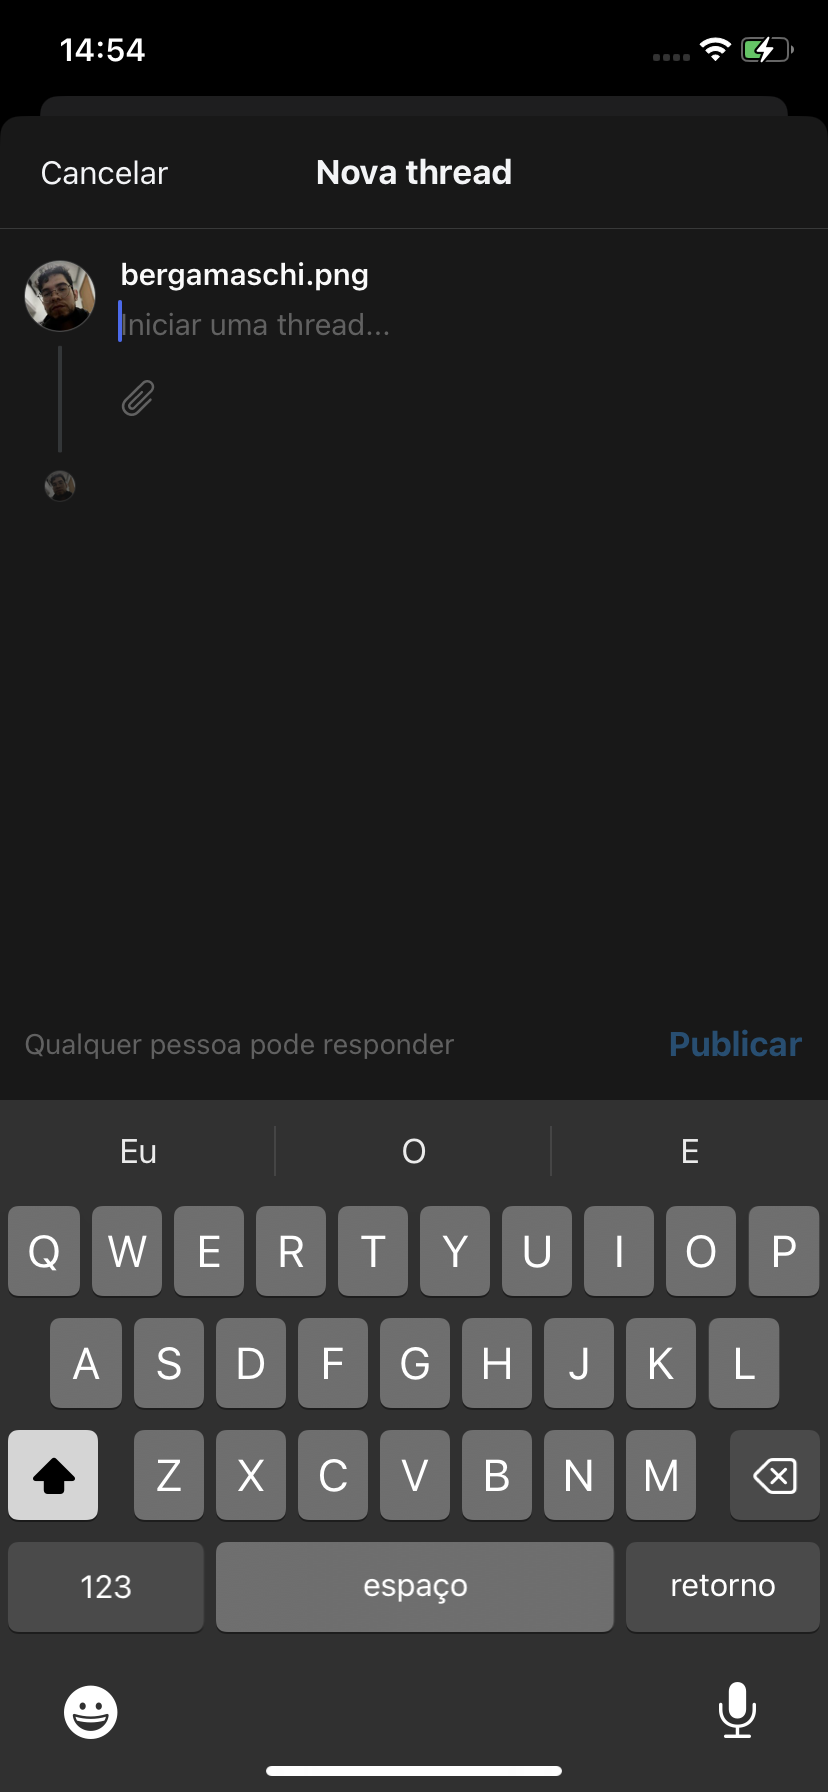 14:54
Cancelar
Nova thread
bergamaschi.png
Iniciar uma thread...
Qualquer pessoa pode responder
Publicar
Eu O E
Q W E R T Y U I O P
A S D F G H J K L
Z X C V B N M
123 espaço retorno